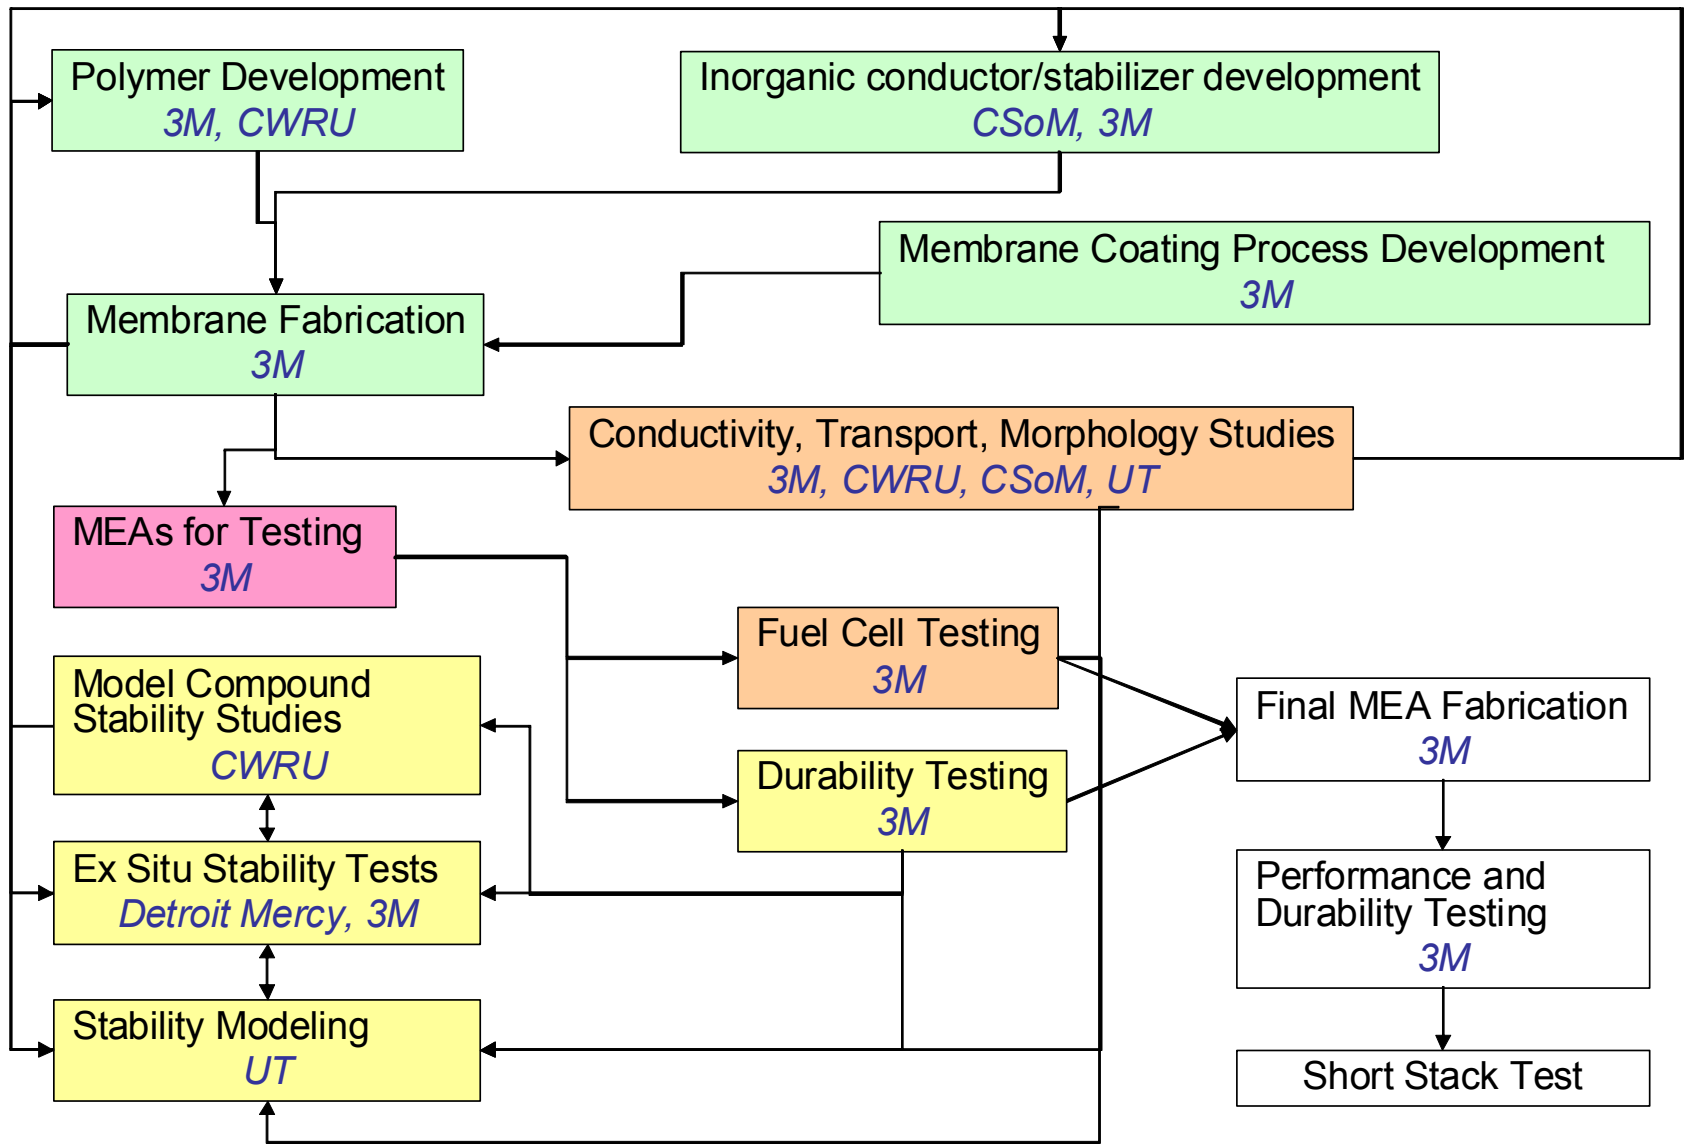 Polymer Development
3M, CWRU
Inorganic conductor/stabilizer development
CSoM, 3M
Membrane Coating Process Development
3M
Membrane Fabrication
3M
Conductivity, Transport, Morphology Studies
3M, CWRU, CSoM, UT
MEAs for Testing
3M
Fuel Cell Testing
3M
Model Compound
Stability Studies
CWRU
Final MEA Fabrication
3M
Durability Testing
3M
Ex Situ Stability Tests
Detroit Mercy, 3M
Performance and
Durability Testing
3M
Stability Modeling
UT
Short Stack Test